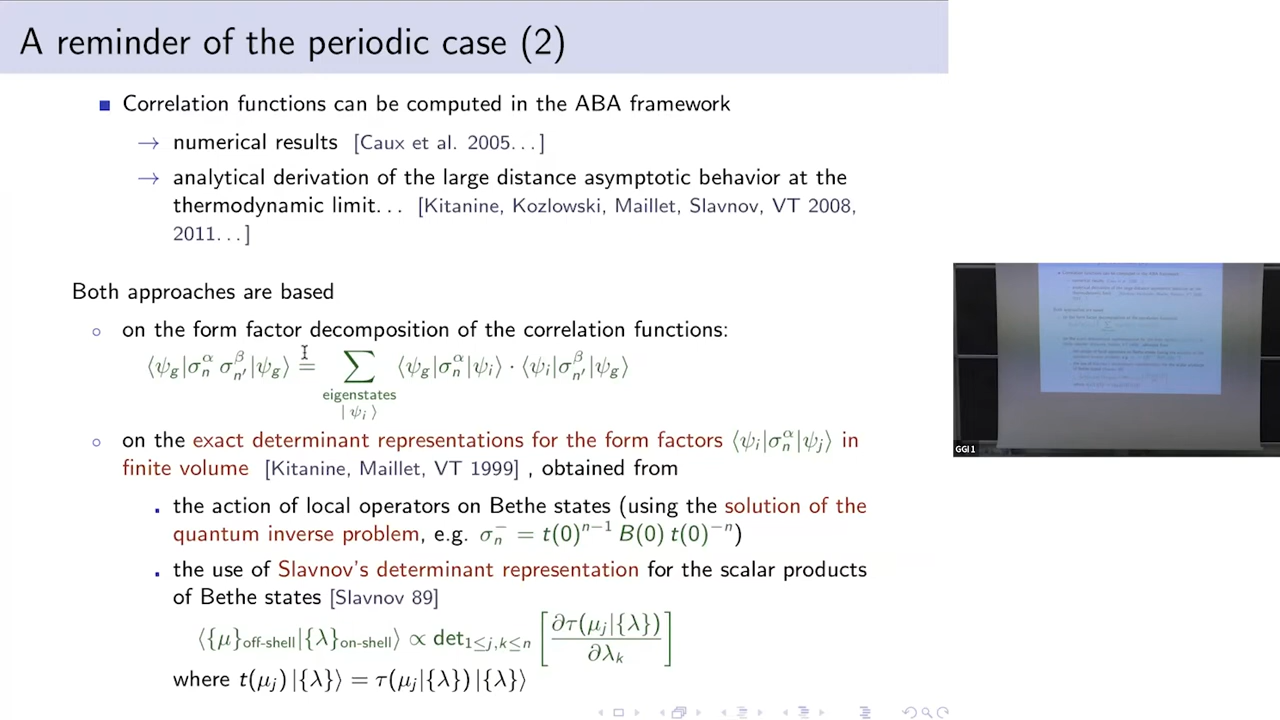 A reminder of the periodic case (2)
Correlation functions can be computed in the ABA framework
→ numerical results [Caux et al. 2005...]
→ analytical derivation of the large distance asymptotic behavior at the
thermodynamic limit... [Kitanine, Kozlowski, Maillet, Slavnov, VT 2008,
2011...]
Both approaches are based
on the form factor decomposition of the correlation functions:
⟨ψ_g|σ_n^α σ_{n'}^β|ψ_g⟩ = ∑ ⟨ψ_g|σ_n^α|ψ_i⟩ · ⟨ψ_i|σ_{n'}^β|ψ_g⟩
eigenstates
|ψ_i⟩
on the exact determinant representations for the form factors ⟨ψ_i|σ_n^α|ψ_j⟩ in
finite volume [Kitanine, Maillet, VT 1999] , obtained from
the action of local operators on Bethe states (using the solution of the
quantum inverse problem, e.g. σ_n^- = t(0)^{n-1} B(0) t(0)^{-n})
the use of Slavnov's determinant representation for the scalar products
of Bethe states [Slavnov 89]
⟨{μ}_{off-shell}|{λ}_{on-shell}⟩ ∝ det_{1≤j,k≤n} [∂τ(μ_j|{λ}) / ∂λ_k]
where t(μ_j)|{λ}⟩ = τ(μ_j|{λ})|{λ}⟩
GGI 1